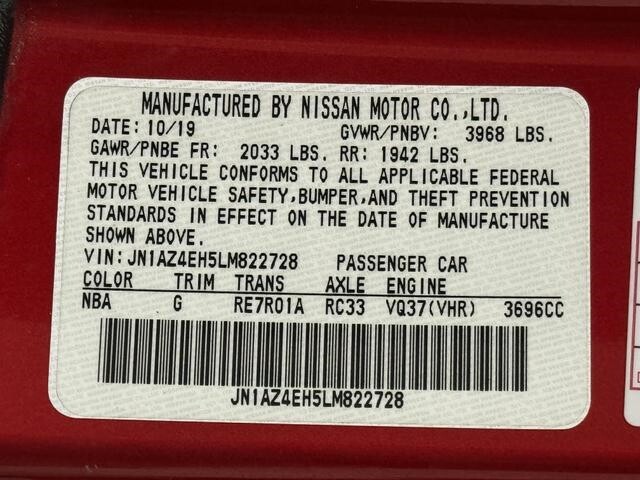 MANUFACTURED BY NISSAN MOTOR CO.,LTD.
DATE: 10/19 GVWR/PNBV: 3968 LBS.
GAWR/PNBE FR: 2033 LBS. RR: 1942 LBS.
THIS VEHICLE CONFORMS TO ALL APPLICABLE FEDERAL
MOTOR VEHICLE SAFETY,BUMPER,AND THEFT PREVENTION
STANDARDS IN EFFECT ON THE DATE OF MANUFACTURE
SHOWN ABOVE.
VIN:JN1AZ4EH5LM822728 PASSENGER CAR
COLOR TRIM TRANS AXLE ENGINE
NBA G RE7R01A RC33 VQ37(VHR) 3696CC
JN1AZ4EH5LM822728